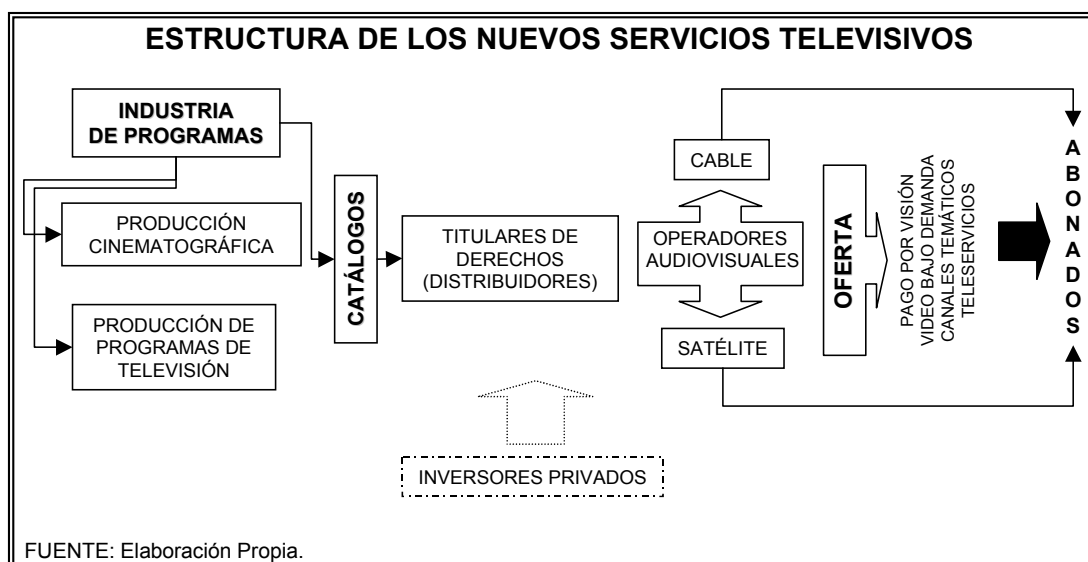 ESTRUCTURA DE LOS NUEVOS SERVICIOS TELEVISIVOS
INDUSTRIA
DE PROGRAMAS
PRODUCCIÓN
CINEMATOGRÁFICA
PRODUCCIÓN DE
PROGRAMAS DE
TELEVISIÓN
CATÁLOGOS
TITULARES DE
DERECHOS
(DISTRIBUIDORES)
CABLE
OPERADORES
AUDIOVISUALES
SATÉLITE
OFERTA
PAGO POR VISIÓN
VIDEO BAJO DEMANDA
CANALES TEMÁTICOS
TELESERVICIOS
ABONADOS
INVERSORES PRIVADOS
FUENTE: Elaboración Propia.